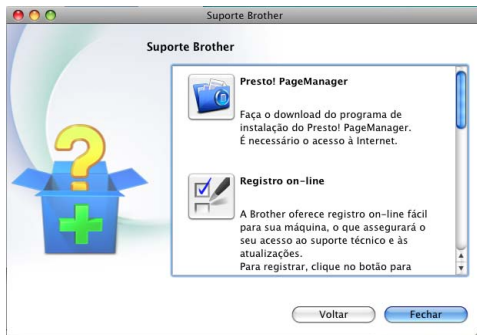 Suporte Brother
Suporte Brother
Presto! PageManager
Faça o download do programa de
instalação do Presto! PageManager.
É necessário o acesso à Internet.
Registro on-line
A Brother oferece registro on-line fácil
para sua máquina, o que assegurará o
seu acesso ao suporte técnico e às
atualizações.
Para registrar, clique no botão para
Voltar
Fechar